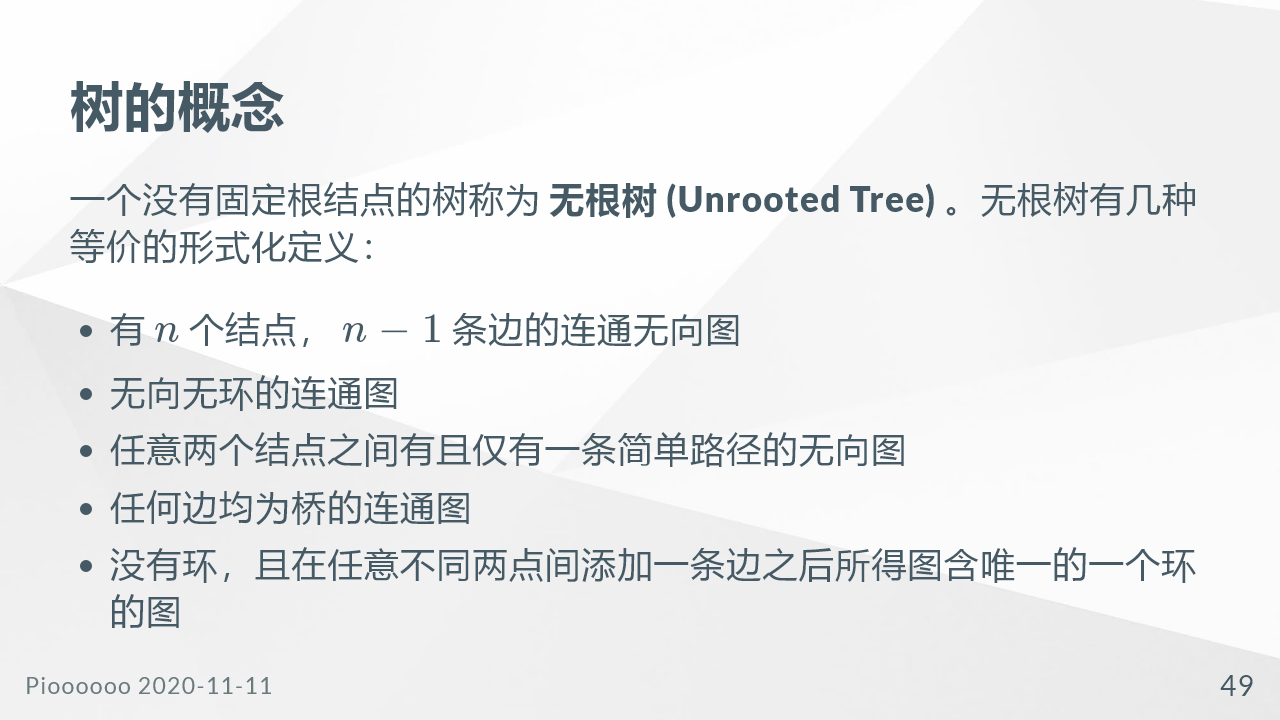 树的概念
一个没有固定根结点的树称为 无根树 (Unrooted Tree) 。无根树有几种
等价的形式化定义：
• 有 n 个结点， n − 1 条边的连通无向图
• 无向无环的连通图
• 任意两个结点之间有且仅有一条简单路径的无向图
• 任何边均为桥的连通图
• 没有环，且在任意不同两点间添加一条边之后所得图含唯一的一个环
的图
Pioooooo 2020-11-11
49